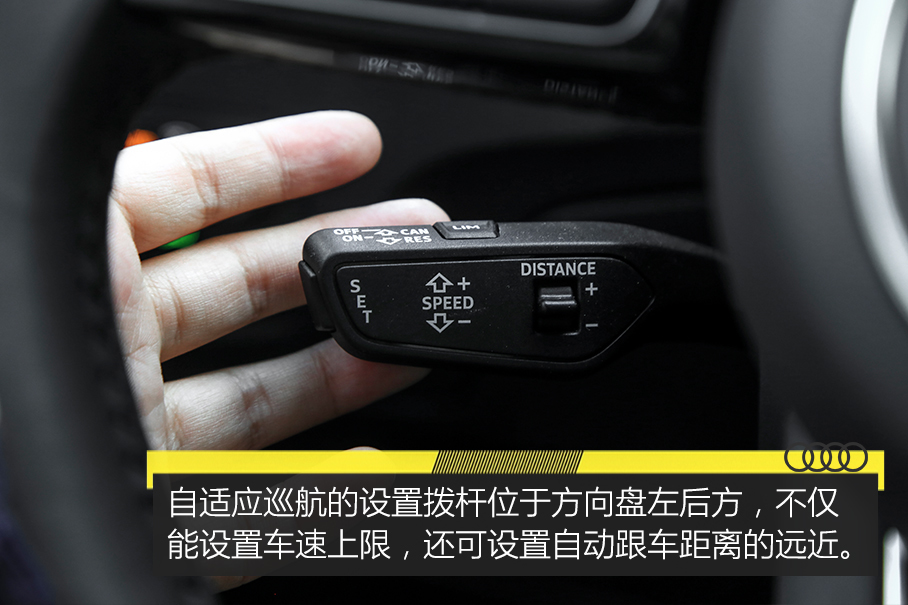 OFF CAN
LIM
ON RES
DISTANCE
S
E
T
+
SPEED
−
+
−
自适应巡航的设置拨杆位于方向盘左后方，不仅
能设置车速上限，还可设置自动跟车距离的远近。